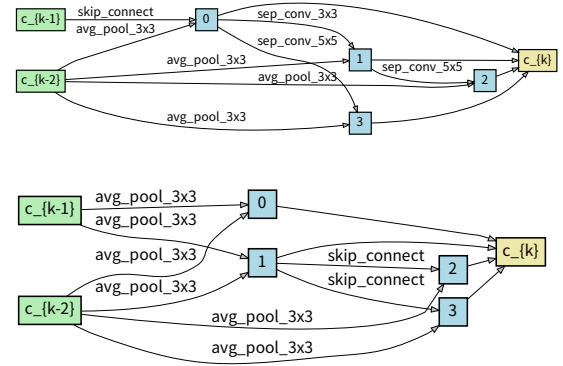 c_{k-1}
skip_connect
0
sep_conv_3x3
avg_pool_3x3
sep_conv_5x5
c_{k-2}
avg_pool_3x3
1
c_{k}
sep_conv_5x5
avg_pool_3x3
2
avg_pool_3x3
3
c_{k-1}
avg_pool_3x3
0
avg_pool_3x3
avg_pool_3x3
1
skip_connect
c_{k}
2
skip_connect
avg_pool_3x3
c_{k-2}
avg_pool_3x3
3
avg_pool_3x3